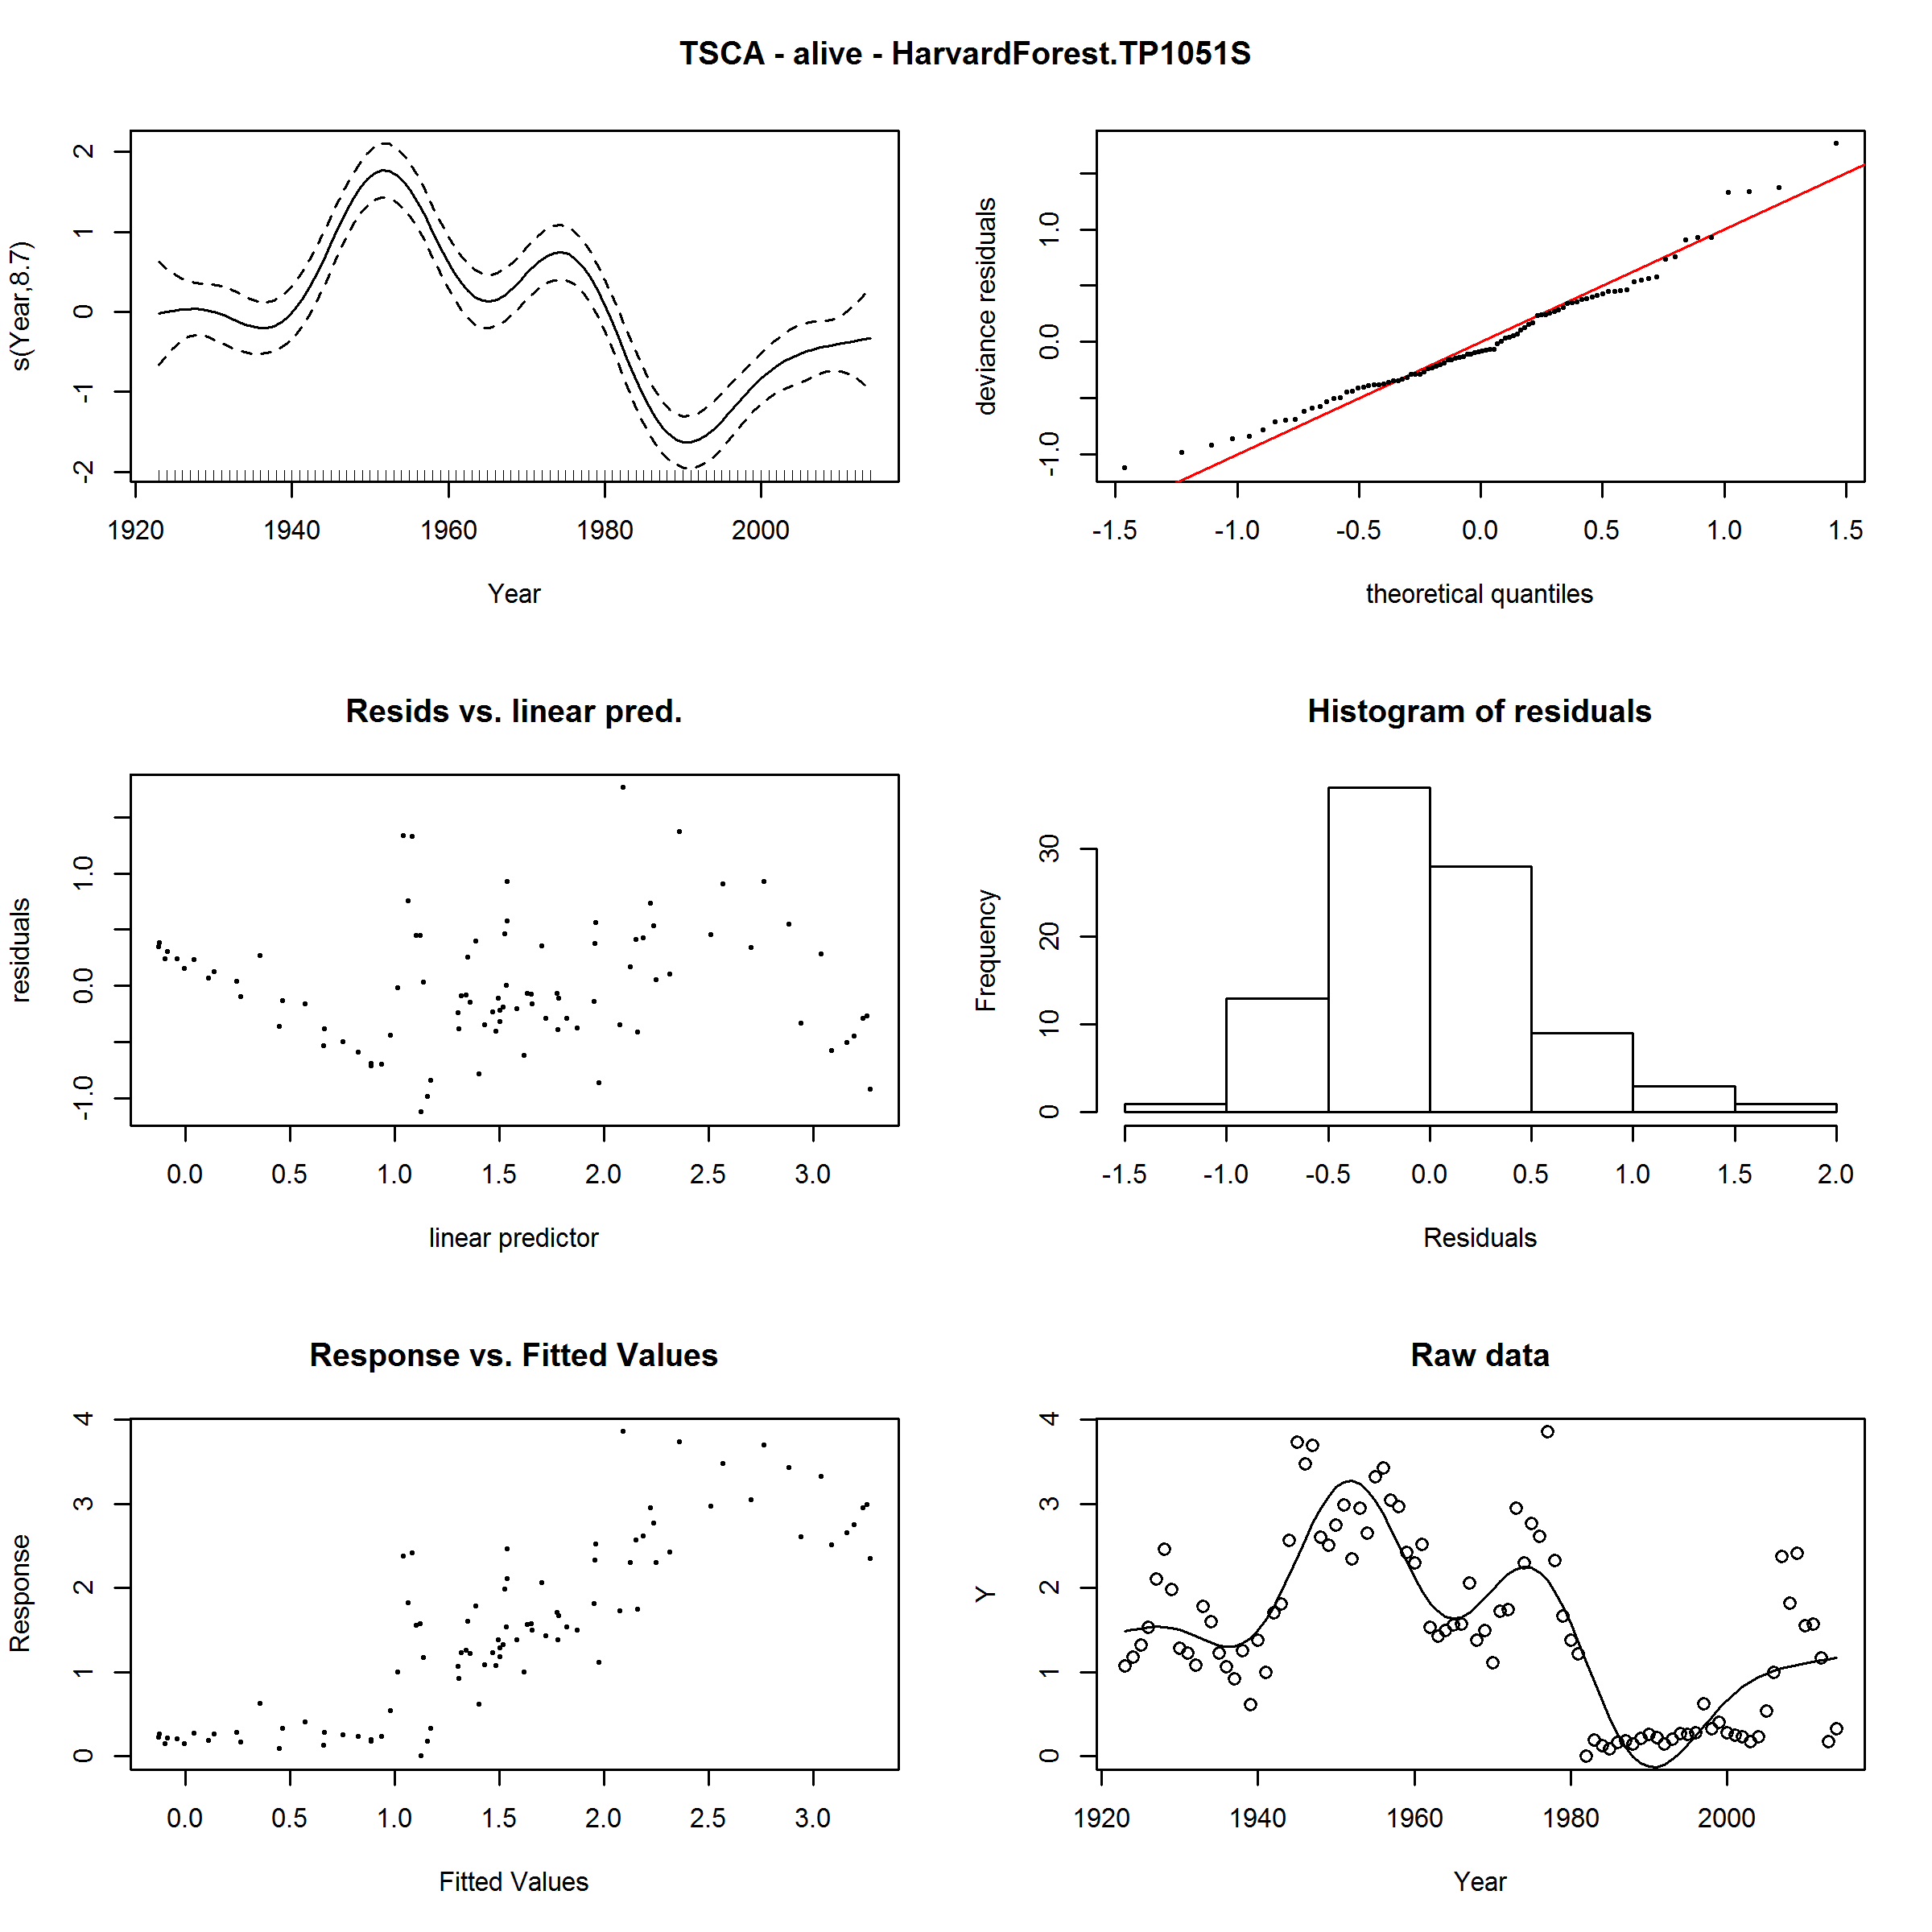 TSCA - alive - HarvardForest.TP1051S
s(Year,8.7)
2
1
0
-1
-2
1920 1940 1960 1980 2000
Year
deviance residuals
1.0
0.0
-1.0
-1.5 -1.0 -0.5 0.0 0.5 1.0 1.5
theoretical quantiles
Resids vs. linear pred.
residuals
1.0
0.0
-1.0
0.0 0.5 1.0 1.5 2.0 2.5 3.0
linear predictor
Histogram of residuals
Frequency
30
20
10
0
-1.5 -1.0 -0.5 0.0 0.5 1.0 1.5 2.0
Residuals
Response vs. Fitted Values
Response
4
3
2
1
0
0.0 0.5 1.0 1.5 2.0 2.5 3.0
Fitted Values
Raw data
Y
4
3
2
1
0
1920 1940 1960 1980 2000
Year